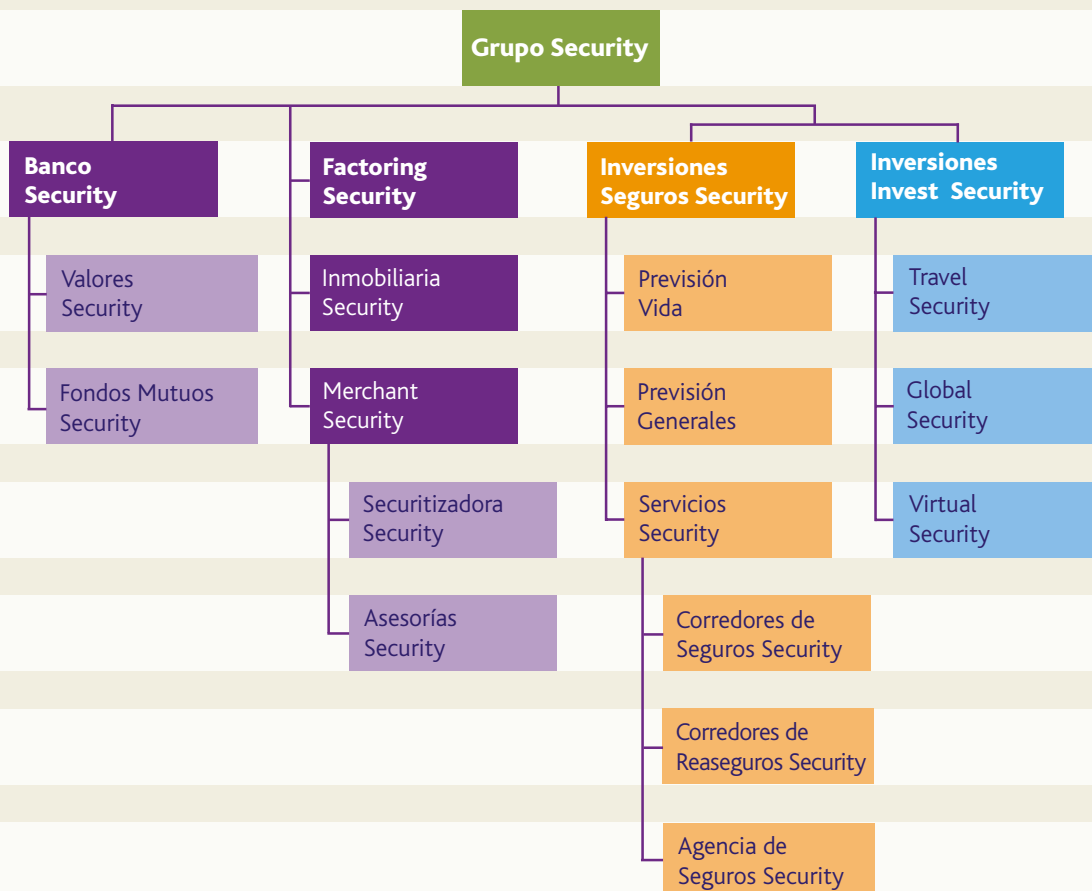 Grupo Security
Banco
Security
Valores
Security
Fondos Mutuos
Security
Factoring
Security
Inmobiliaria
Security
Merchant
Security
Securitizadora
Security
Asesorías
Security
Inversiones
Seguros Security
Previsión
Vida
Previsión
Generales
Servicios
Security
Corredores de
Seguros Security
Corredores de
Reaseguros Security
Agencia de
Seguros Security
Inversiones
Invest Security
Travel
Security
Global
Security
Virtual
Security